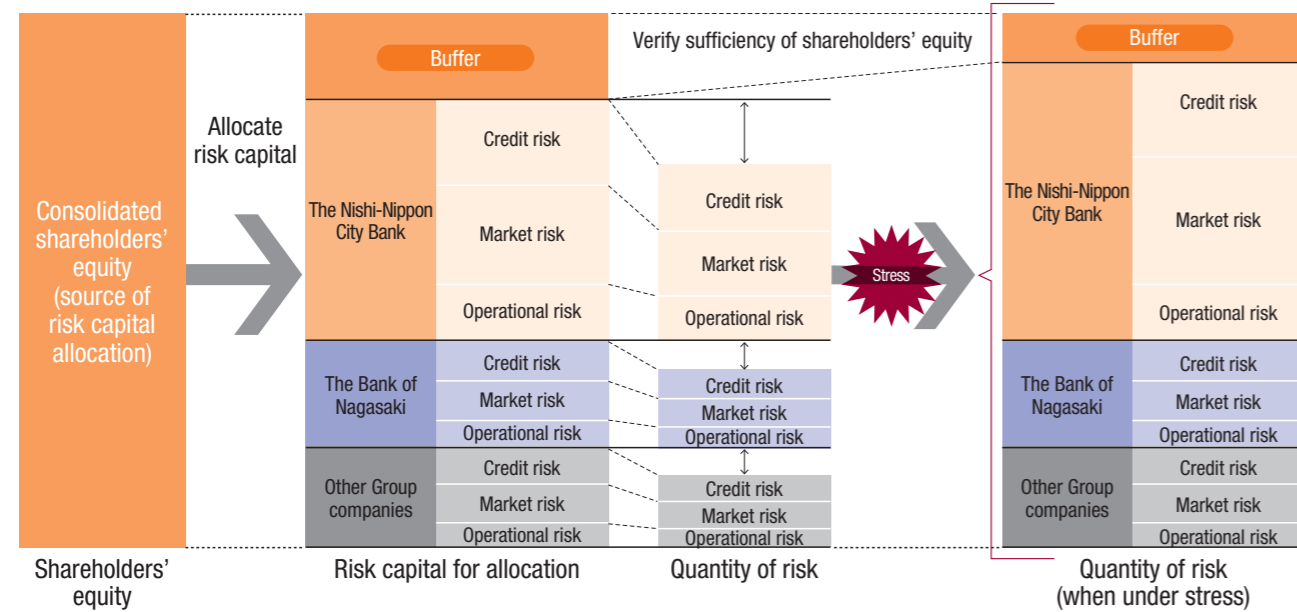 Consolidated
shareholders’
equity
(source of
risk capital
allocation)
Shareholders’
equity
Allocate
risk capital
Buffer
The Nishi-Nippon
City Bank
Credit risk
Market risk
Operational risk
The Bank of
Nagasaki
Credit risk
Market risk
Operational risk
Other Group
companies
Credit risk
Market risk
Operational risk
Risk capital for allocation
Verify sufficiency of shareholders’ equity
Credit risk
Market risk
Operational risk
Credit risk
Market risk
Operational risk
Credit risk
Market risk
Operational risk
Quantity of risk
Stress
Buffer
The Nishi-Nippon
City Bank
Credit risk
Market risk
Operational risk
The Bank of
Nagasaki
Credit risk
Market risk
Operational risk
Other Group
companies
Credit risk
Market risk
Operational risk
Quantity of risk
(when under stress)